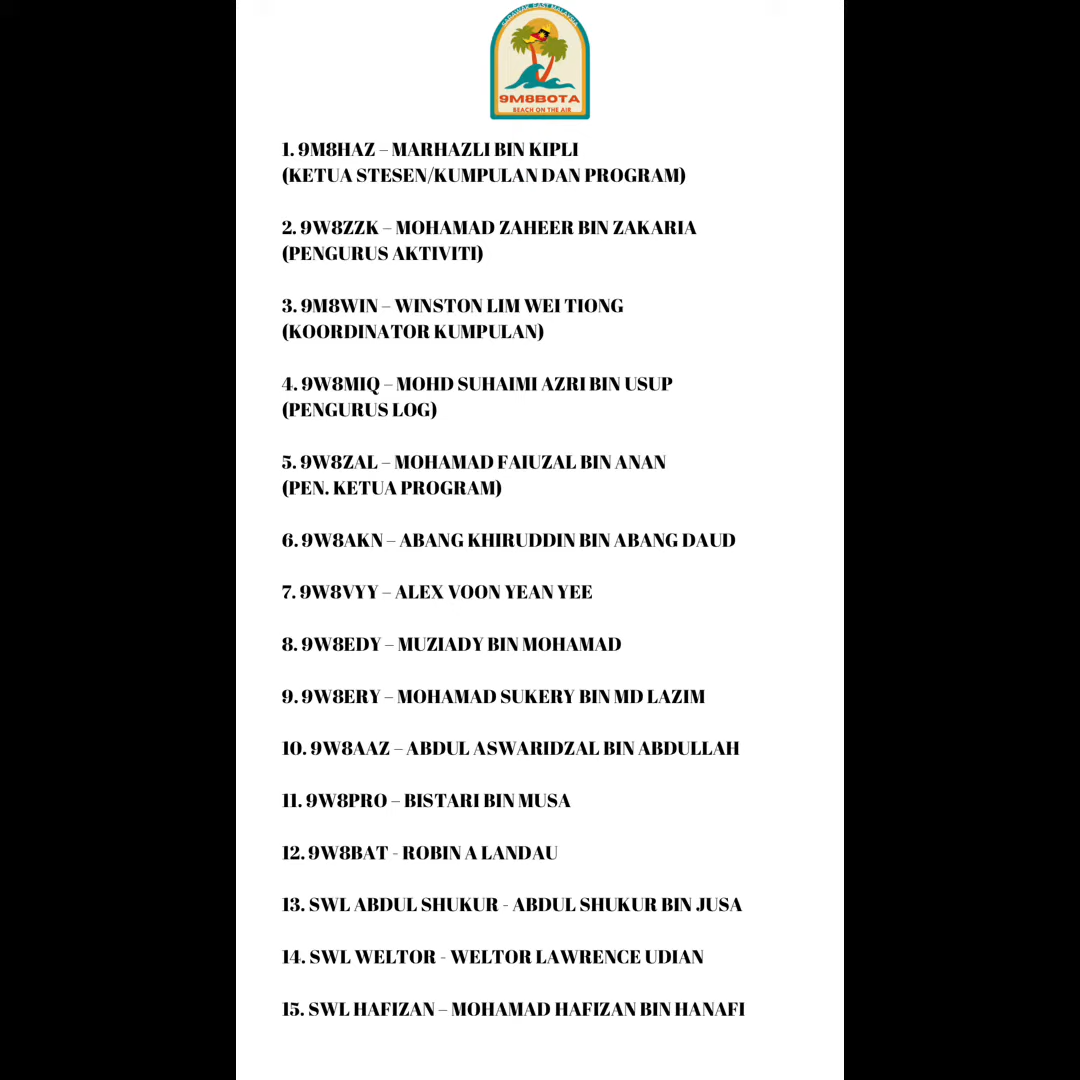 SARAWAK, EAST MALAYSIA
9M8BOTA
BEACH ON THE AIR
1. 9M8HAZ – MARHAZLI BIN KIPLI
(KETUA STESEN/KUMPULAN DAN PROGRAM)
2. 9W8ZZK – MOHAMAD ZAHEER BIN ZAKARIA
(PENGURUS AKTIVITI)
3. 9M8WIN – WINSTON LIM WEI TIONG
(KOORDINATOR KUMPULAN)
4. 9W8MIQ – MOHD SUHAIMI AZRI BIN USUP
(PENGURUS LOG)
5. 9W8ZAL – MOHAMAD FAIUZAL BIN ANAN
(PEN. KETUA PROGRAM)
6. 9W8AKN – ABANG KHIRUDDIN BIN ABANG DAUD
7. 9W8VYY – ALEX VOON YEAN YEE
8. 9W8EDY – MUZIADY BIN MOHAMAD
9. 9W8ERY – MOHAMAD SUKERY BIN MD LAZIM
10. 9W8AAZ – ABDUL ASWARIDZAL BIN ABDULLAH
11. 9W8PRO – BISTARI BIN MUSA
12. 9W8BAT - ROBIN A LANDAU
13. SWL ABDUL SHUKUR - ABDUL SHUKUR BIN JUSA
14. SWL WELTOR - WELTOR LAWRENCE UDIAN
15. SWL HAFIZAN – MOHAMAD HAFIZAN BIN HANAFI